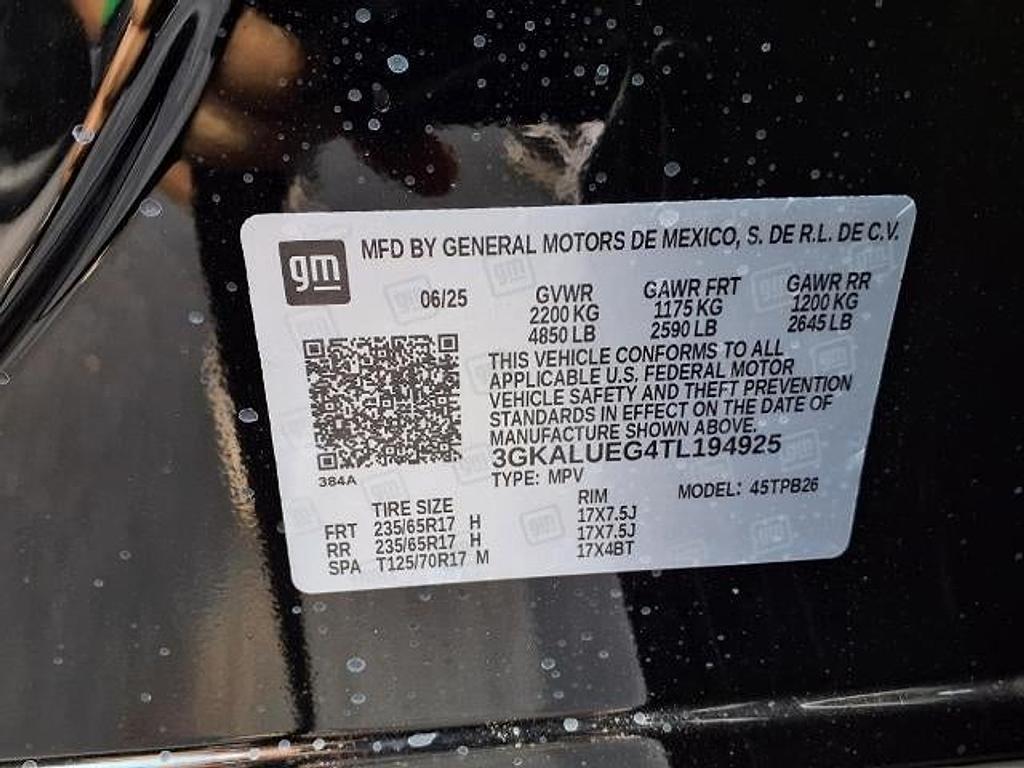 gm MFD BY GENERAL MOTORS DE MEXICO, S. DE R.L. DE C.V.
06/25 GVWR GAWR FRT GAWR RR
2200 KG 1175 KG 1200 KG
4850 LB 2590 LB 2645 LB
THIS VEHICLE CONFORMS TO ALL
APPLICABLE U.S. FEDERAL MOTOR
VEHICLE SAFETY AND THEFT PREVENTION
STANDARDS IN EFFECT ON THE DATE OF
MANUFACTURE SHOWN ABOVE.
3GKALUEG4TL194925
384A
TYPE: MPV MODEL: 45TPB26
TIRE SIZE RIM
FRT 235/65R17 H 17X7.5J
RR 235/65R17 H 17X7.5J
SPA T125/70R17 M 17X4BT